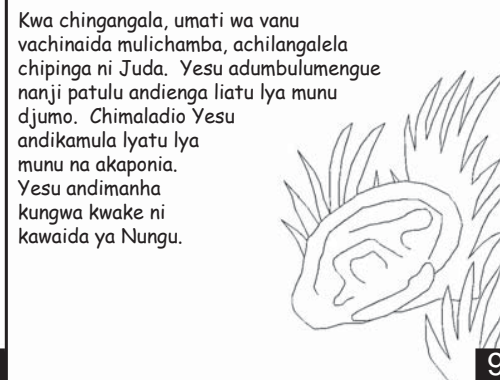 Kwa chingangala, umati wa vanu
vachinaida mulichamba, achilangalela
chipinga ni Juda.  Yesu adumbulumengue
nanji patulu andienga liatu lya munu
djumo.  Chimaladio Yesu
andikamula lyatu lya
munu na akaponia.
Yesu andimanha
kungwa kwake ni
kawaida ya Nungu.
9